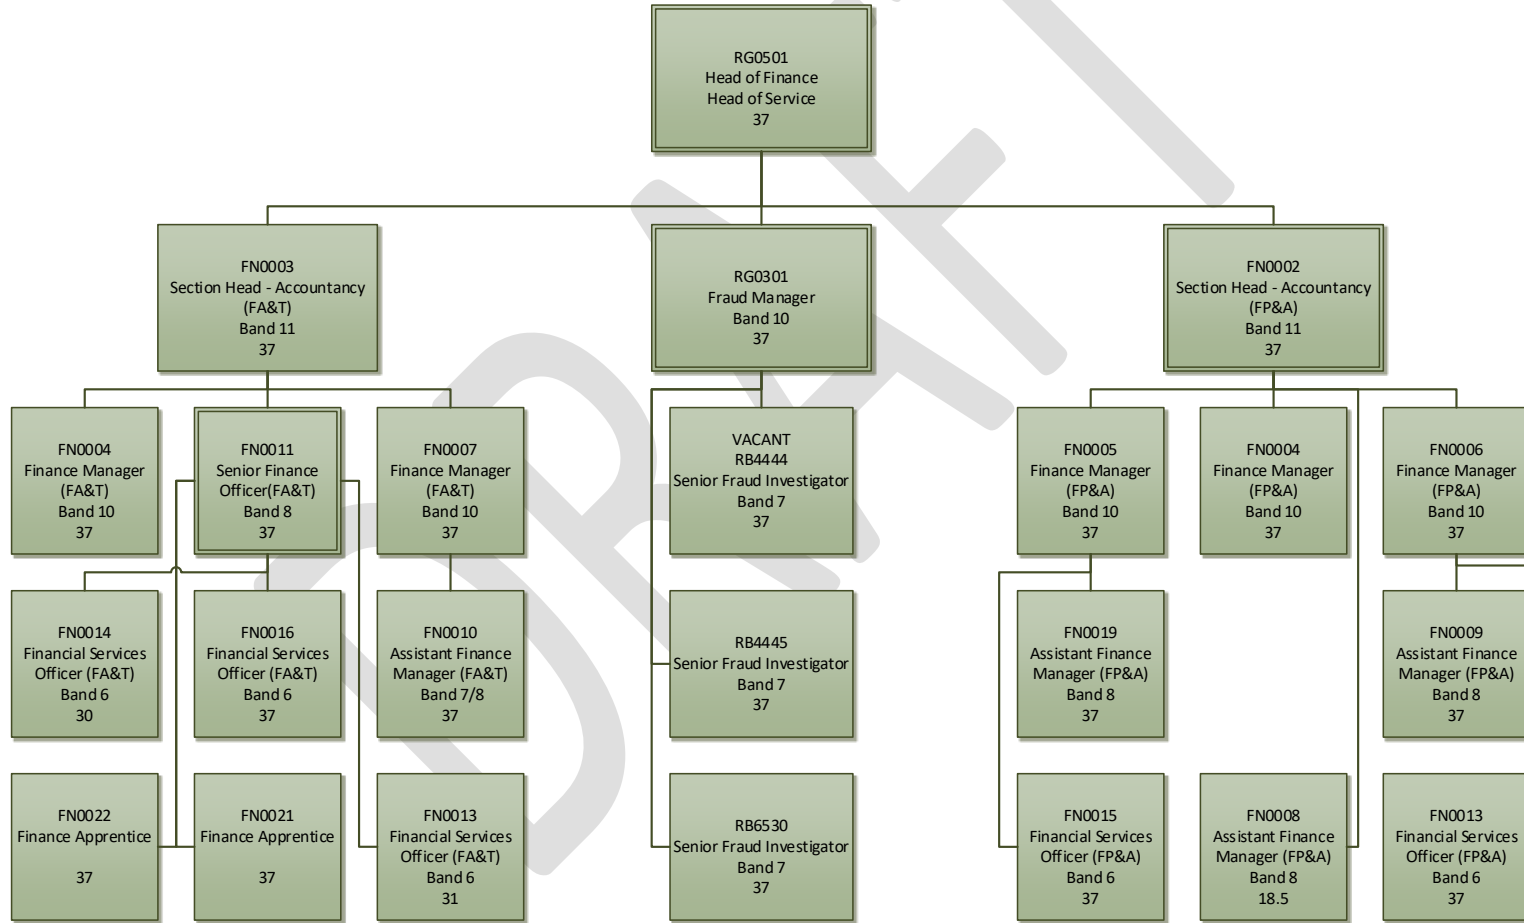 RG0501
Head of Finance
Head of Service
37
FN0003
Section Head - Accountancy
(FA&T)
Band 11
37
RG0301
Fraud Manager
Band 10
37
FN0002
Section Head - Accountancy
(FP&A)
Band 11
37
FN0004
Finance Manager
(FA&T)
Band 10
37
FN0011
Senior Finance
Officer(FA&T)
Band 8
37
FN0007
Finance Manager
(FA&T)
Band 10
37
VACANT
RB4444
Senior Fraud Investigator
Band 7
37
FN0005
Finance Manager
(FP&A)
Band 10
37
FN0004
Finance Manager
(FP&A)
Band 10
37
FN0006
Finance Manager
(FP&A)
Band 10
37
FN0014
Financial Services
Officer (FA&T)
Band 6
30
FN0016
Financial Services
Officer (FA&T)
Band 6
37
FN0010
Assistant Finance
Manager (FA&T)
Band 7/8
37
RB4445
Senior Fraud Investigator
Band 7
37
FN0019
Assistant Finance
Manager (FP&A)
Band 8
37
FN0009
Assistant Finance
Manager (FP&A)
Band 8
37
FN0022
Finance Apprentice
37
FN0021
Finance Apprentice
37
FN0013
Financial Services
Officer (FA&T)
Band 6
31
RB6530
Senior Fraud Investigator
Band 7
37
FN0015
Financial Services
Officer (FP&A)
Band 6
37
FN0008
Assistant Finance
Manager (FP&A)
Band 8
18.5
FN0013
Financial Services
Officer (FP&A)
Band 6
37
DRAFT